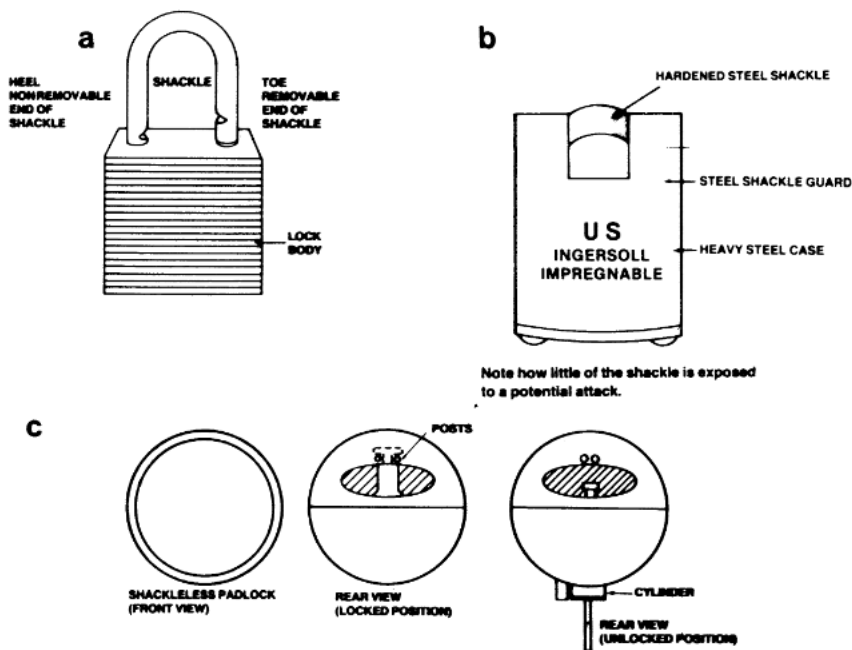 a
HEEL
NONREMOVABLE
END OF
SHACKLE
SHACKLE
TOE
REMOVABLE
END OF
SHACKLE
LOCK
BODY
b
HARDENED STEEL SHACKLE
STEEL SHACKLE GUARD
HEAVY STEEL CASE
U S
INGERSOLL
IMPREGNABLE
Note how little of the shackle is exposed
to a potential attack.
c
POSTS
SHACKLELESS PADLOCK
(FRONT VIEW)
REAR VIEW
(LOCKED POSITION)
CYLINDER
REAR VIEW
(UNLOCKED POSITION)